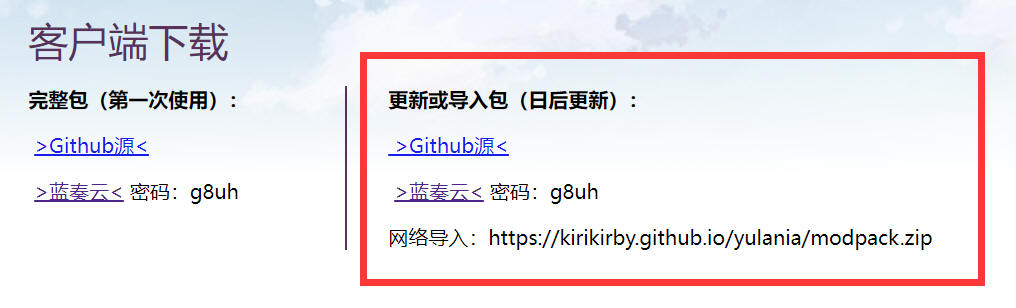 客户端下载
完整包（第一次使用）：
>Github源<
>蓝奏云< 密码：g8uh
更新或导入包（日后更新）：
>Github源<
>蓝奏云< 密码：g8uh
网络导入：https://kirikirby.github.io/yulania/modpack.zip